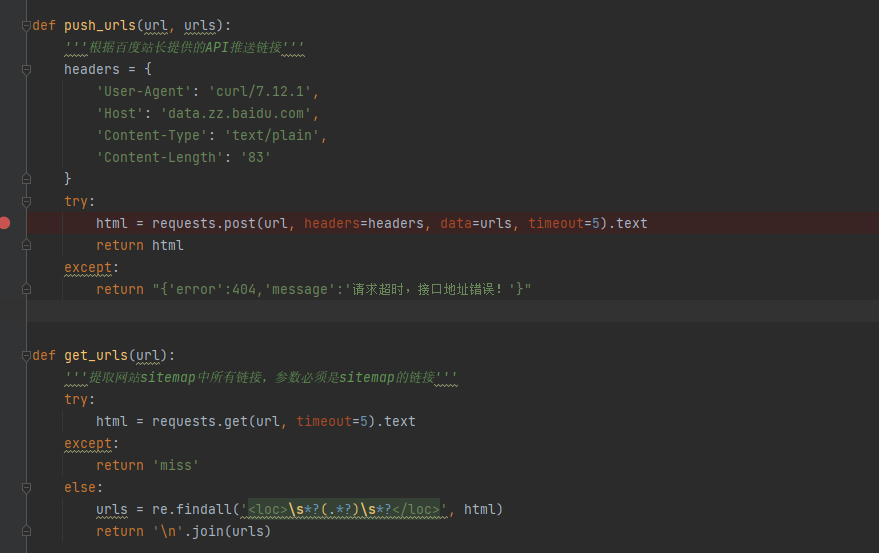 def push_urls(url, urls):
    '''根据百度站长提供的API推送链接'''
    headers = {
        'User-Agent': 'curl/7.12.1',
        'Host': 'data.zz.baidu.com',
        'Content-Type': 'text/plain',
        'Content-Length': '83'
    }
    try:
        html = requests.post(url, headers=headers, data=urls, timeout=5).text
        return html
    except:
        return "{'error':404,'message':'请求超时，接口地址错误！'}"
def get_urls(url):
    '''提取网站sitemap中所有链接，参数必须是sitemap的链接'''
    try:
        html = requests.get(url, timeout=5).text
    except:
        return 'miss'
    else:
        urls = re.findall('<loc>\s*?(.*?)\s*?</loc>', html)
        return '\n'.join(urls)